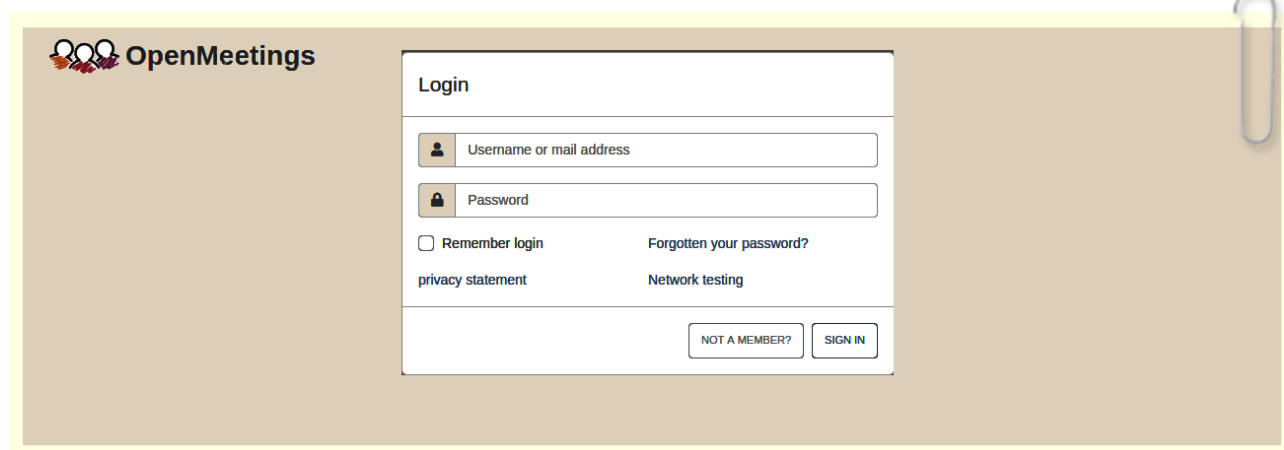 OpenMeetings
Login
Username or mail address
Password
Remember login
Forgotten your password?
privacy statement
Network testing
NOT A MEMBER?
SIGN IN